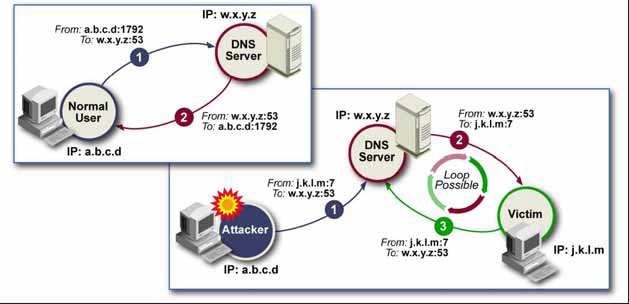 IP: w.x.y.z
From: a.b.c.d:1792
To: w.x.y.z:53
1
DNS
Server
Normal
User
2
From: w.x.y.z:53
To: a.b.c.d:1792
IP: a.b.c.d
IP: w.x.y.z
DNS
Server
2
From: w.x.y.z:53
To: j.k.l.m:7
Loop
Possible
From: j.k.l.m:7
To: w.x.y.z:53
1
Attacker
IP: a.b.c.d
3
From: j.k.l.m:7
To: w.x.y.z:53
Victim
IP: j.k.l.m